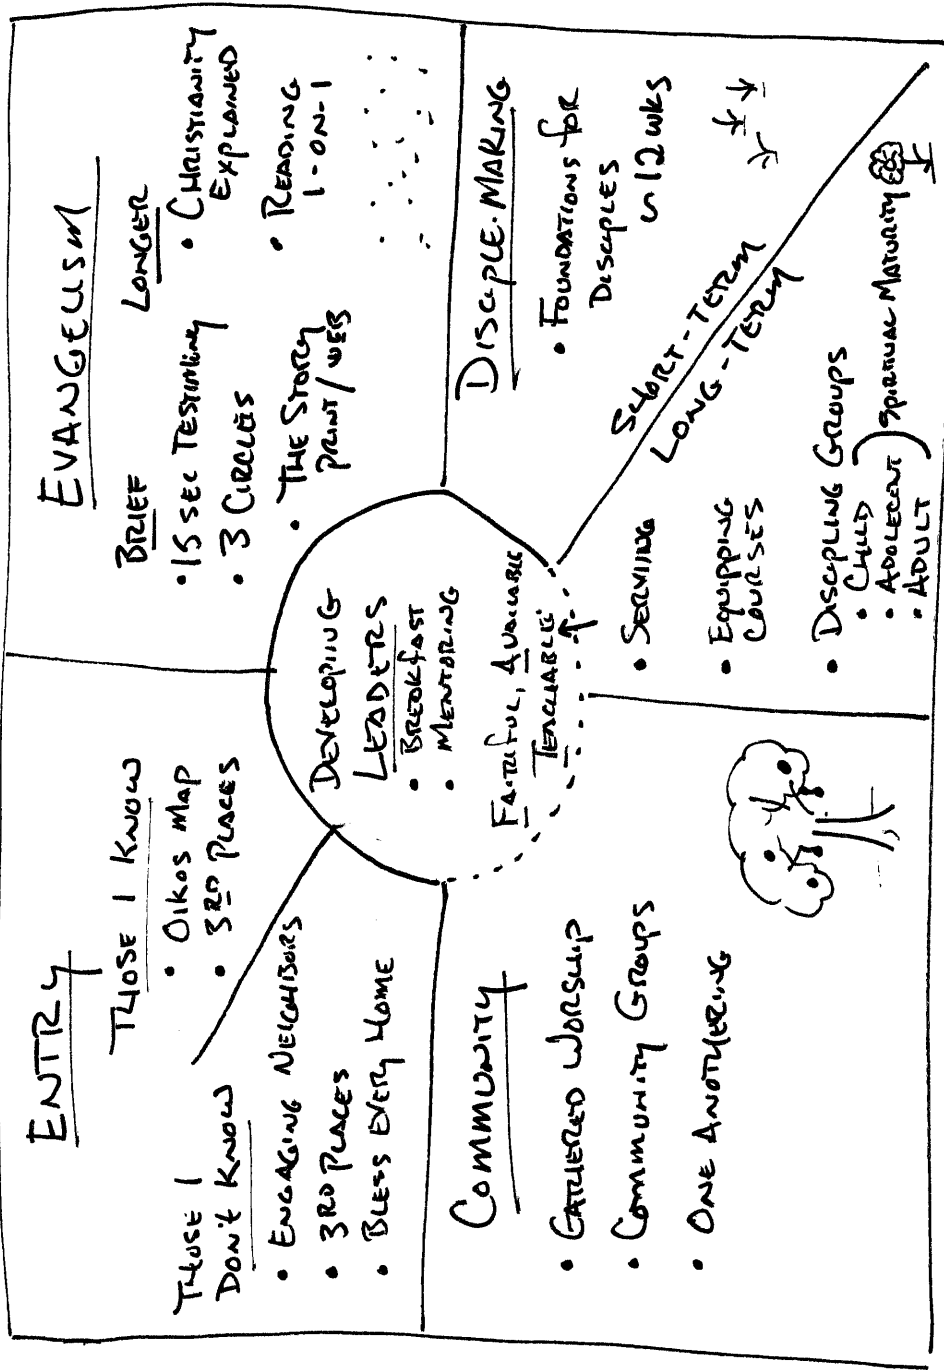 ENTRY
THOSE I
DON'T KNOW
• ENGAGING NEIGHBORS
• 3RD PLACES
• BLESS EVERY HOME
THOSE I KNOW
• OIKOS MAP
• 3RD PLACES
EVANGELISM
BRIEF
• 15 SEC TESTIMONY
• 3 CIRCLES
• THE STORY
PRINT/WEB
LONGER
• CHRISTIANITY
EXPLAINED
• READING
1-ON-1
DEVELOPING
LEADERS
• BREAKFAST
• MENTORING
FAITHFUL, AVAILABLE
TEACHABLE
COMMUNITY
• GATHERED WORSHIP
• COMMUNITY GROUPS
• ONE ANOTHERING
DISCIPLE-MAKING
• FOUNDATIONS FOR
DISCIPLES
~12 WKS
SHORT-TERM
LONG-TERM
• SERVIING
• EQUIPPING
COURSES
• DISCIPLING GROUPS
• CHILD
• ADOLECENT
• ADULT
SPIRITUAL MATURITY